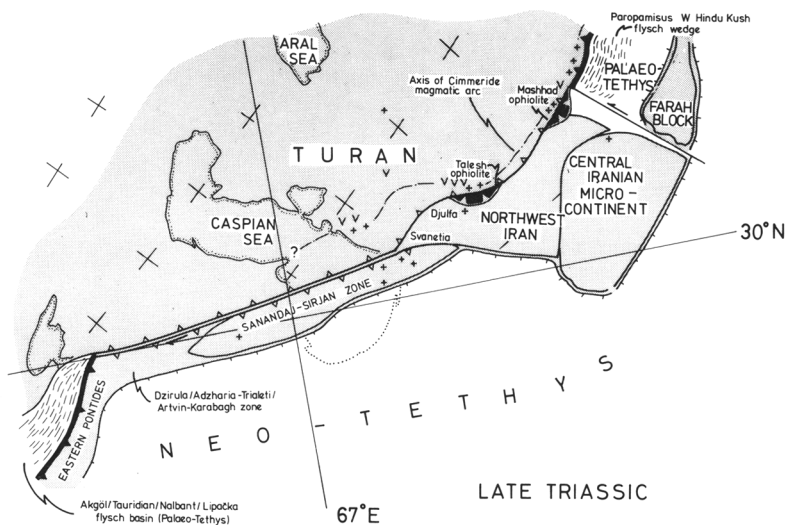 Paropamisus W Hindu Kush
flysch wedge
ARAL
SEA
PALAEO-
TETHYS
Axis of Cimmeride
magmatic arc
Mashhad
ophiolite
FARAH
BLOCK
TURAN
Talesh
ophiolite
CENTRAL
IRANIAN
MICRO-
CONTINENT
CASPIAN
SEA
Djulfa
NORTHWEST
IRAN
Svanetia
?
30°N
SANANDAJ-SIRJAN ZONE
EASTERN PONTIDES
Dzirula/Adzharia-Trialeti/
Artvin-Karabagh zone
NEO-TETHYS
Akgöl/Tauridian/Nalbant/Lipačka
flysch basin (Palaeo-Tethys)
67°E
LATE TRIASSIC